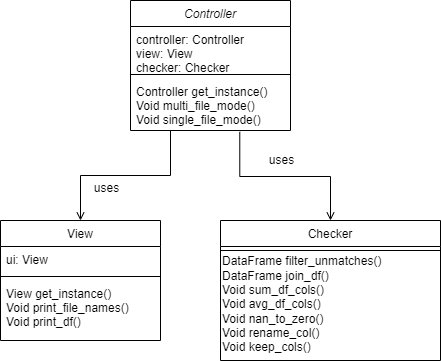 Controller
controller: Controller
view: View
checker: Checker
Controller get_instance()
Void multi_file_mode()
Void single_file_mode()
uses
uses
View
ui: View
View get_instance()
Void print_file_names()
Void print_df()
Checker
DataFrame filter_unmatches()
DataFrame join_df()
Void sum_df_cols()
Void avg_df_cols()
Void nan_to_zero()
Void rename_col()
Void keep_cols()